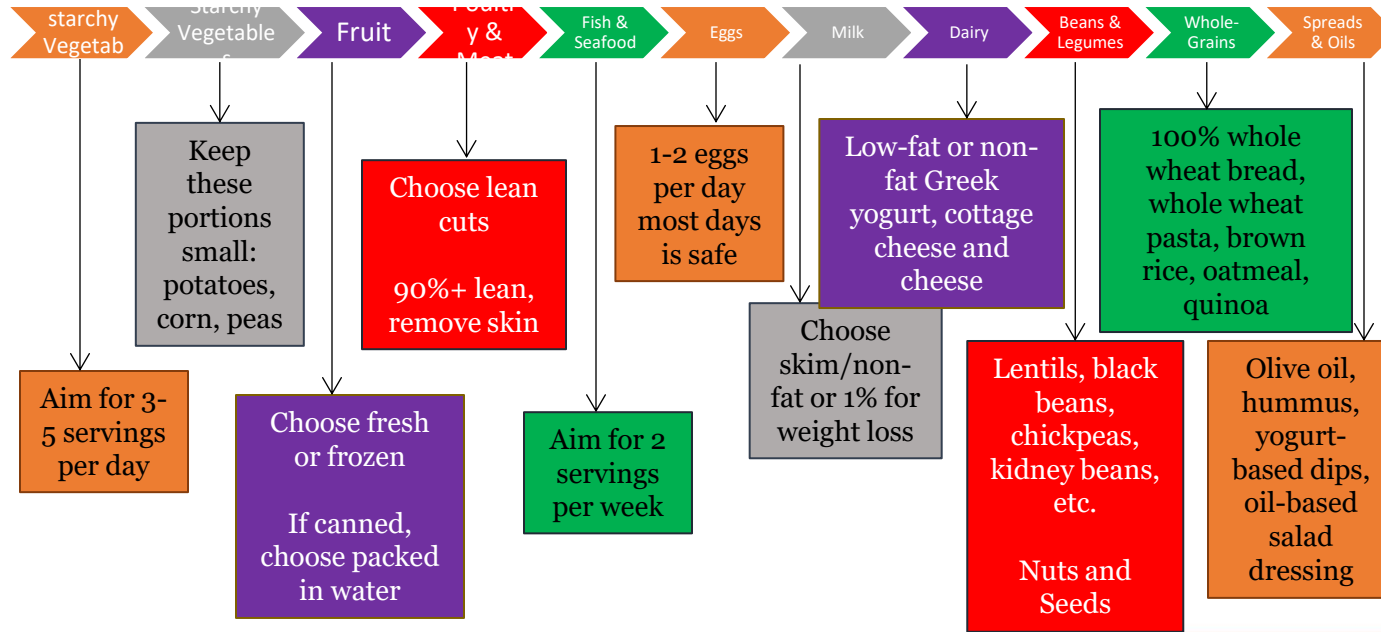 starchy
Vegetab
Starchy
Vegetable
s
Fruit
Poultr
y &
Meat
Fish &
Seafood
Eggs
Milk
Dairy
Beans &
Legumes
Whole-
Grains
Spreads
& Oils
Keep
these
portions
small:
potatoes,
corn, peas
Choose lean
cuts
90%+ lean,
remove skin
1-2 eggs
per day
most days
is safe
Low-fat or non-
fat Greek
yogurt, cottage
cheese and
cheese
100% whole
wheat bread,
whole wheat
pasta, brown
rice, oatmeal,
quinoa
Aim for 3-
5 servings
per day
Choose fresh
or frozen
If canned,
choose packed
in water
Aim for 2
servings
per week
Choose
skim/non-
fat or 1% for
weight loss
Lentils, black
beans,
chickpeas,
kidney beans,
etc.
Nuts and
Seeds
Olive oil,
hummus,
yogurt-
based dips,
oil-based
salad
dressing